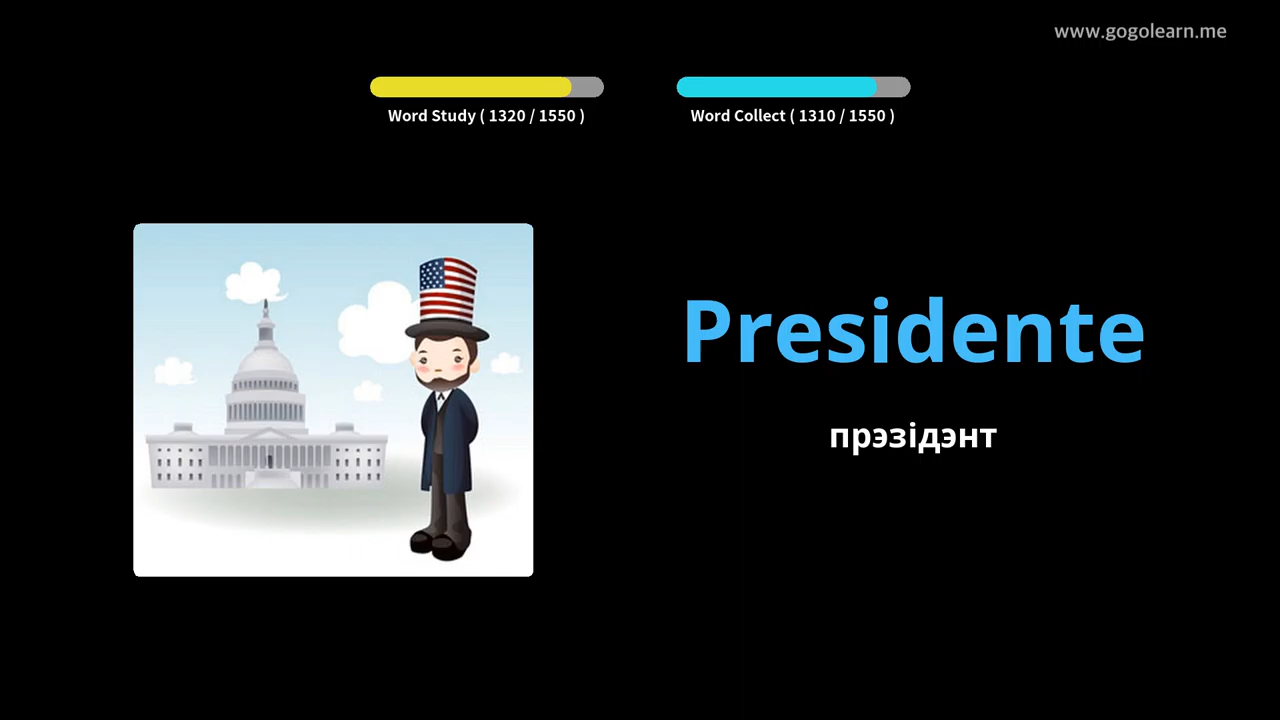 www.gogolearn.me
Word Study ( 1320 / 1550 )
Word Collect ( 1310 / 1550 )
Presidente
прэзідэнт